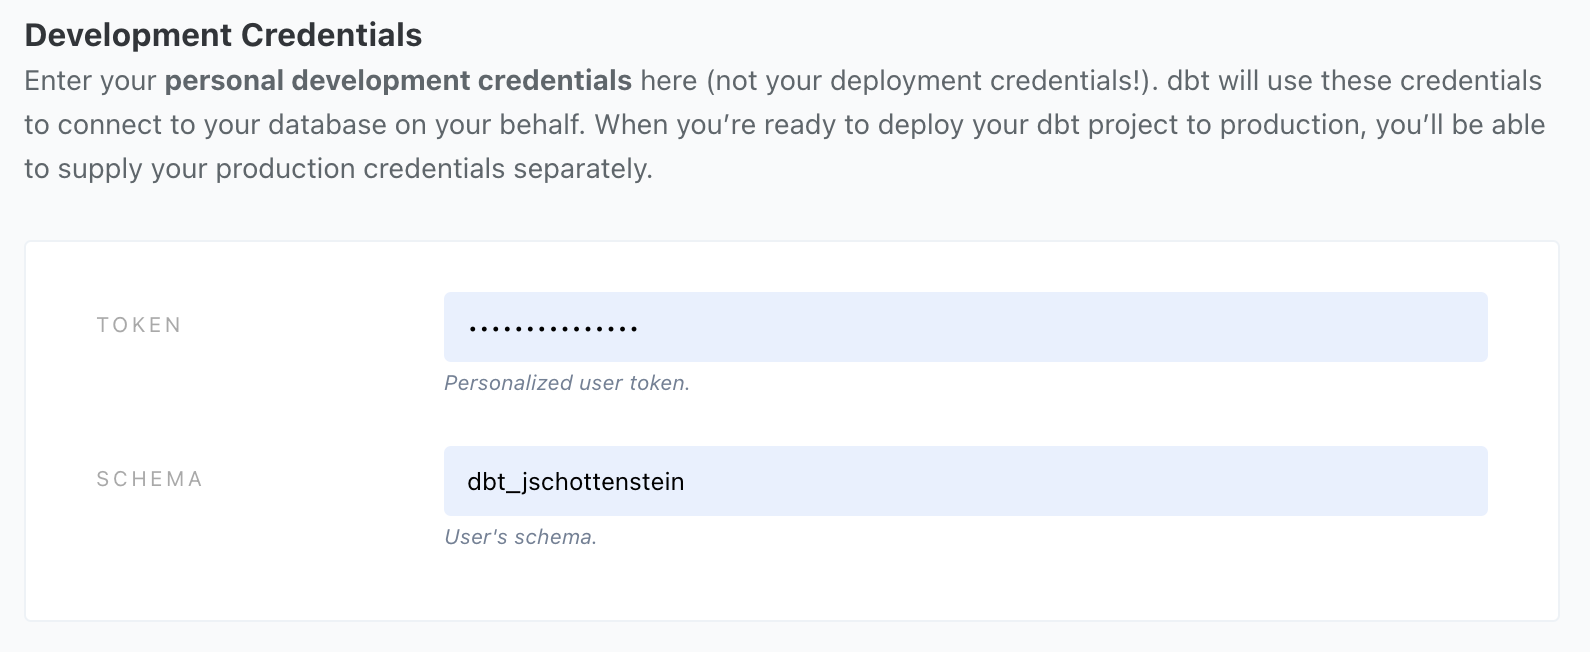 Development Credentials
Enter your personal development credentials here (not your deployment credentials!). dbt will use these credentials
to connect to your database on your behalf. When you’re ready to deploy your dbt project to production, you’ll be able
to supply your production credentials separately.
TOKEN
•••••••••••••••
Personalized user token.
SCHEMA
dbt_jschottenstein
User's schema.